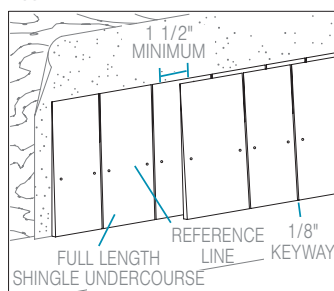 1 1/2"
MINIMUM
REFERENCE
LINE
1/8"
KEYWAY
FULL LENGTH
SHINGLE UNDERCOURSE